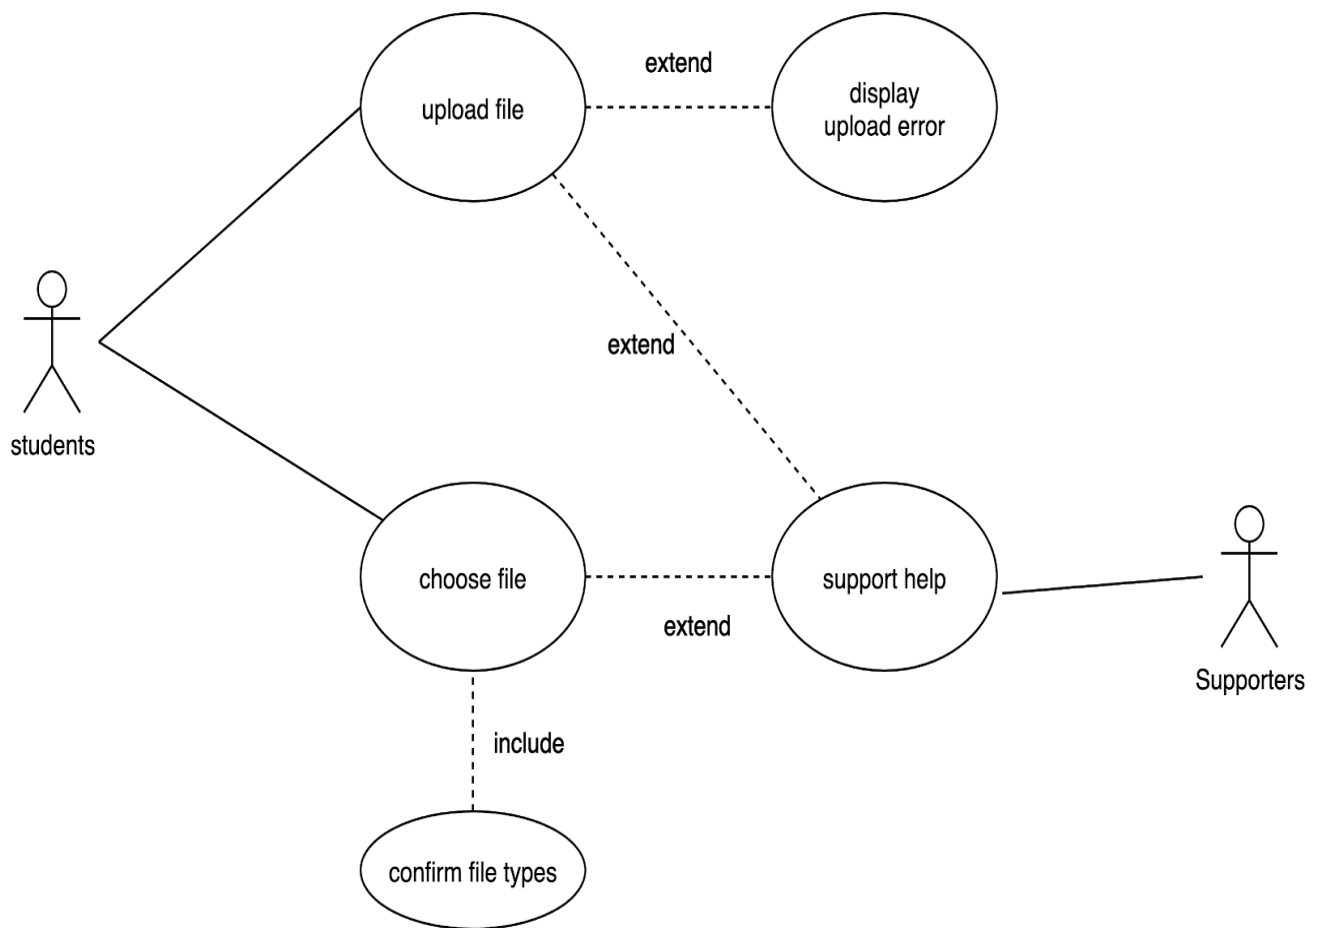 extend
upload file
display
upload error
extend
students
choose file
support help
extend
Supporters
include
confirm file types